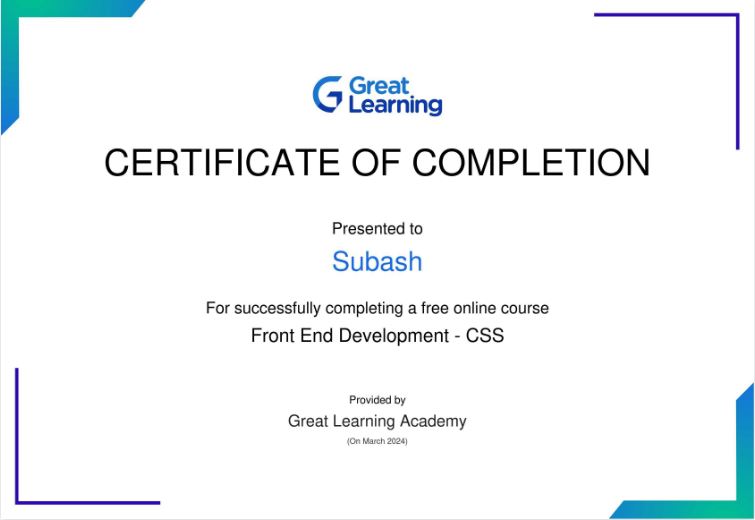 Great
Learning
CERTIFICATE OF COMPLETION
Presented to
Subash
For successfully completing a free online course
Front End Development - CSS
Provided by
Great Learning Academy
(On March 2024)